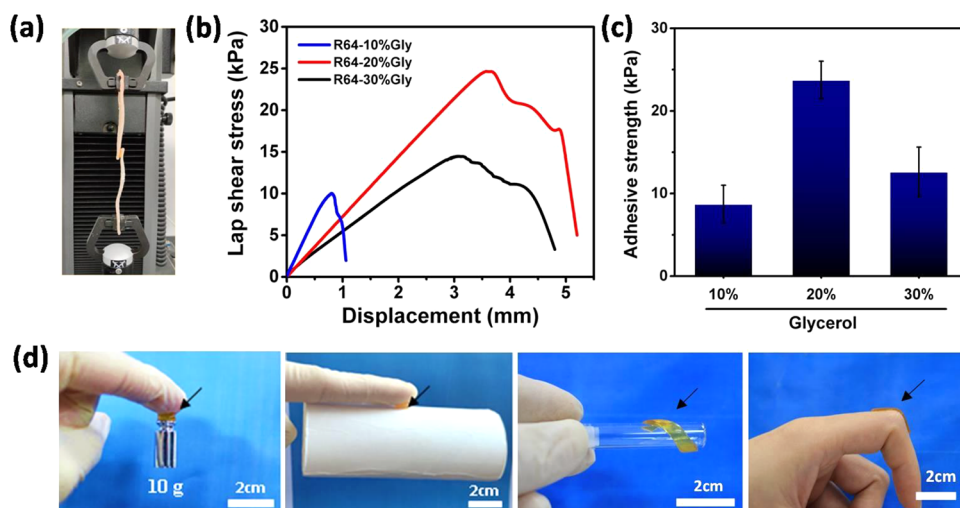 (a)
(b)
Lap shear stress (kPa)
30
25
20
15
10
5
0
R64-10%Gly
R64-20%Gly
R64-30%Gly
0 1 2 3 4 5
Displacement (mm)
(c)
Adhesive strength (kPa)
30
20
10
0
10% 20% 30%
Glycerol
(d)
10 g
2cm
2cm
2cm
2cm